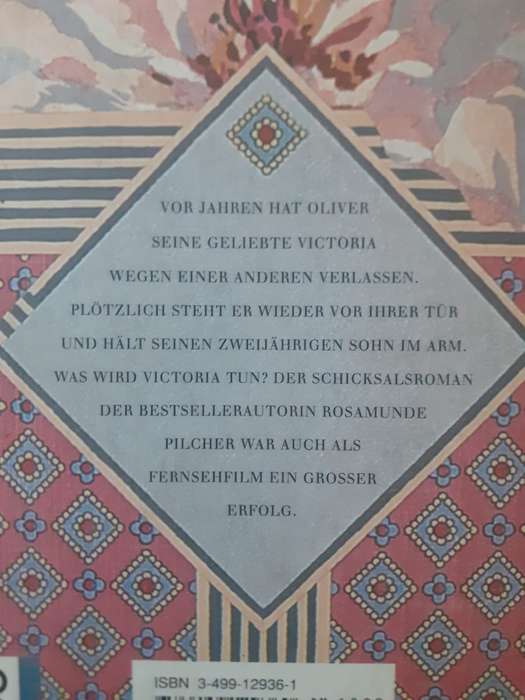 VOR JAHREN HAT OLIVER
SEINE GELIEBTE VICTORIA
WEGEN EINER ANDEREN VERLASSEN.
PLÖTZLICH STEHT ER WIEDER VOR IHRER TÜR
UND HÄLT SEINEN ZWEIJÄHRIGEN SOHN IM ARM.
WAS WIRD VICTORIA TUN? DER SCHICKSALSROMAN
DER BESTSELLERAUTORIN ROSAMUNDE
PILCHER WAR AUCH ALS
FERNSEHFILM EIN GROSSER
ERFOLG.
ISBN 3-499-12936-1